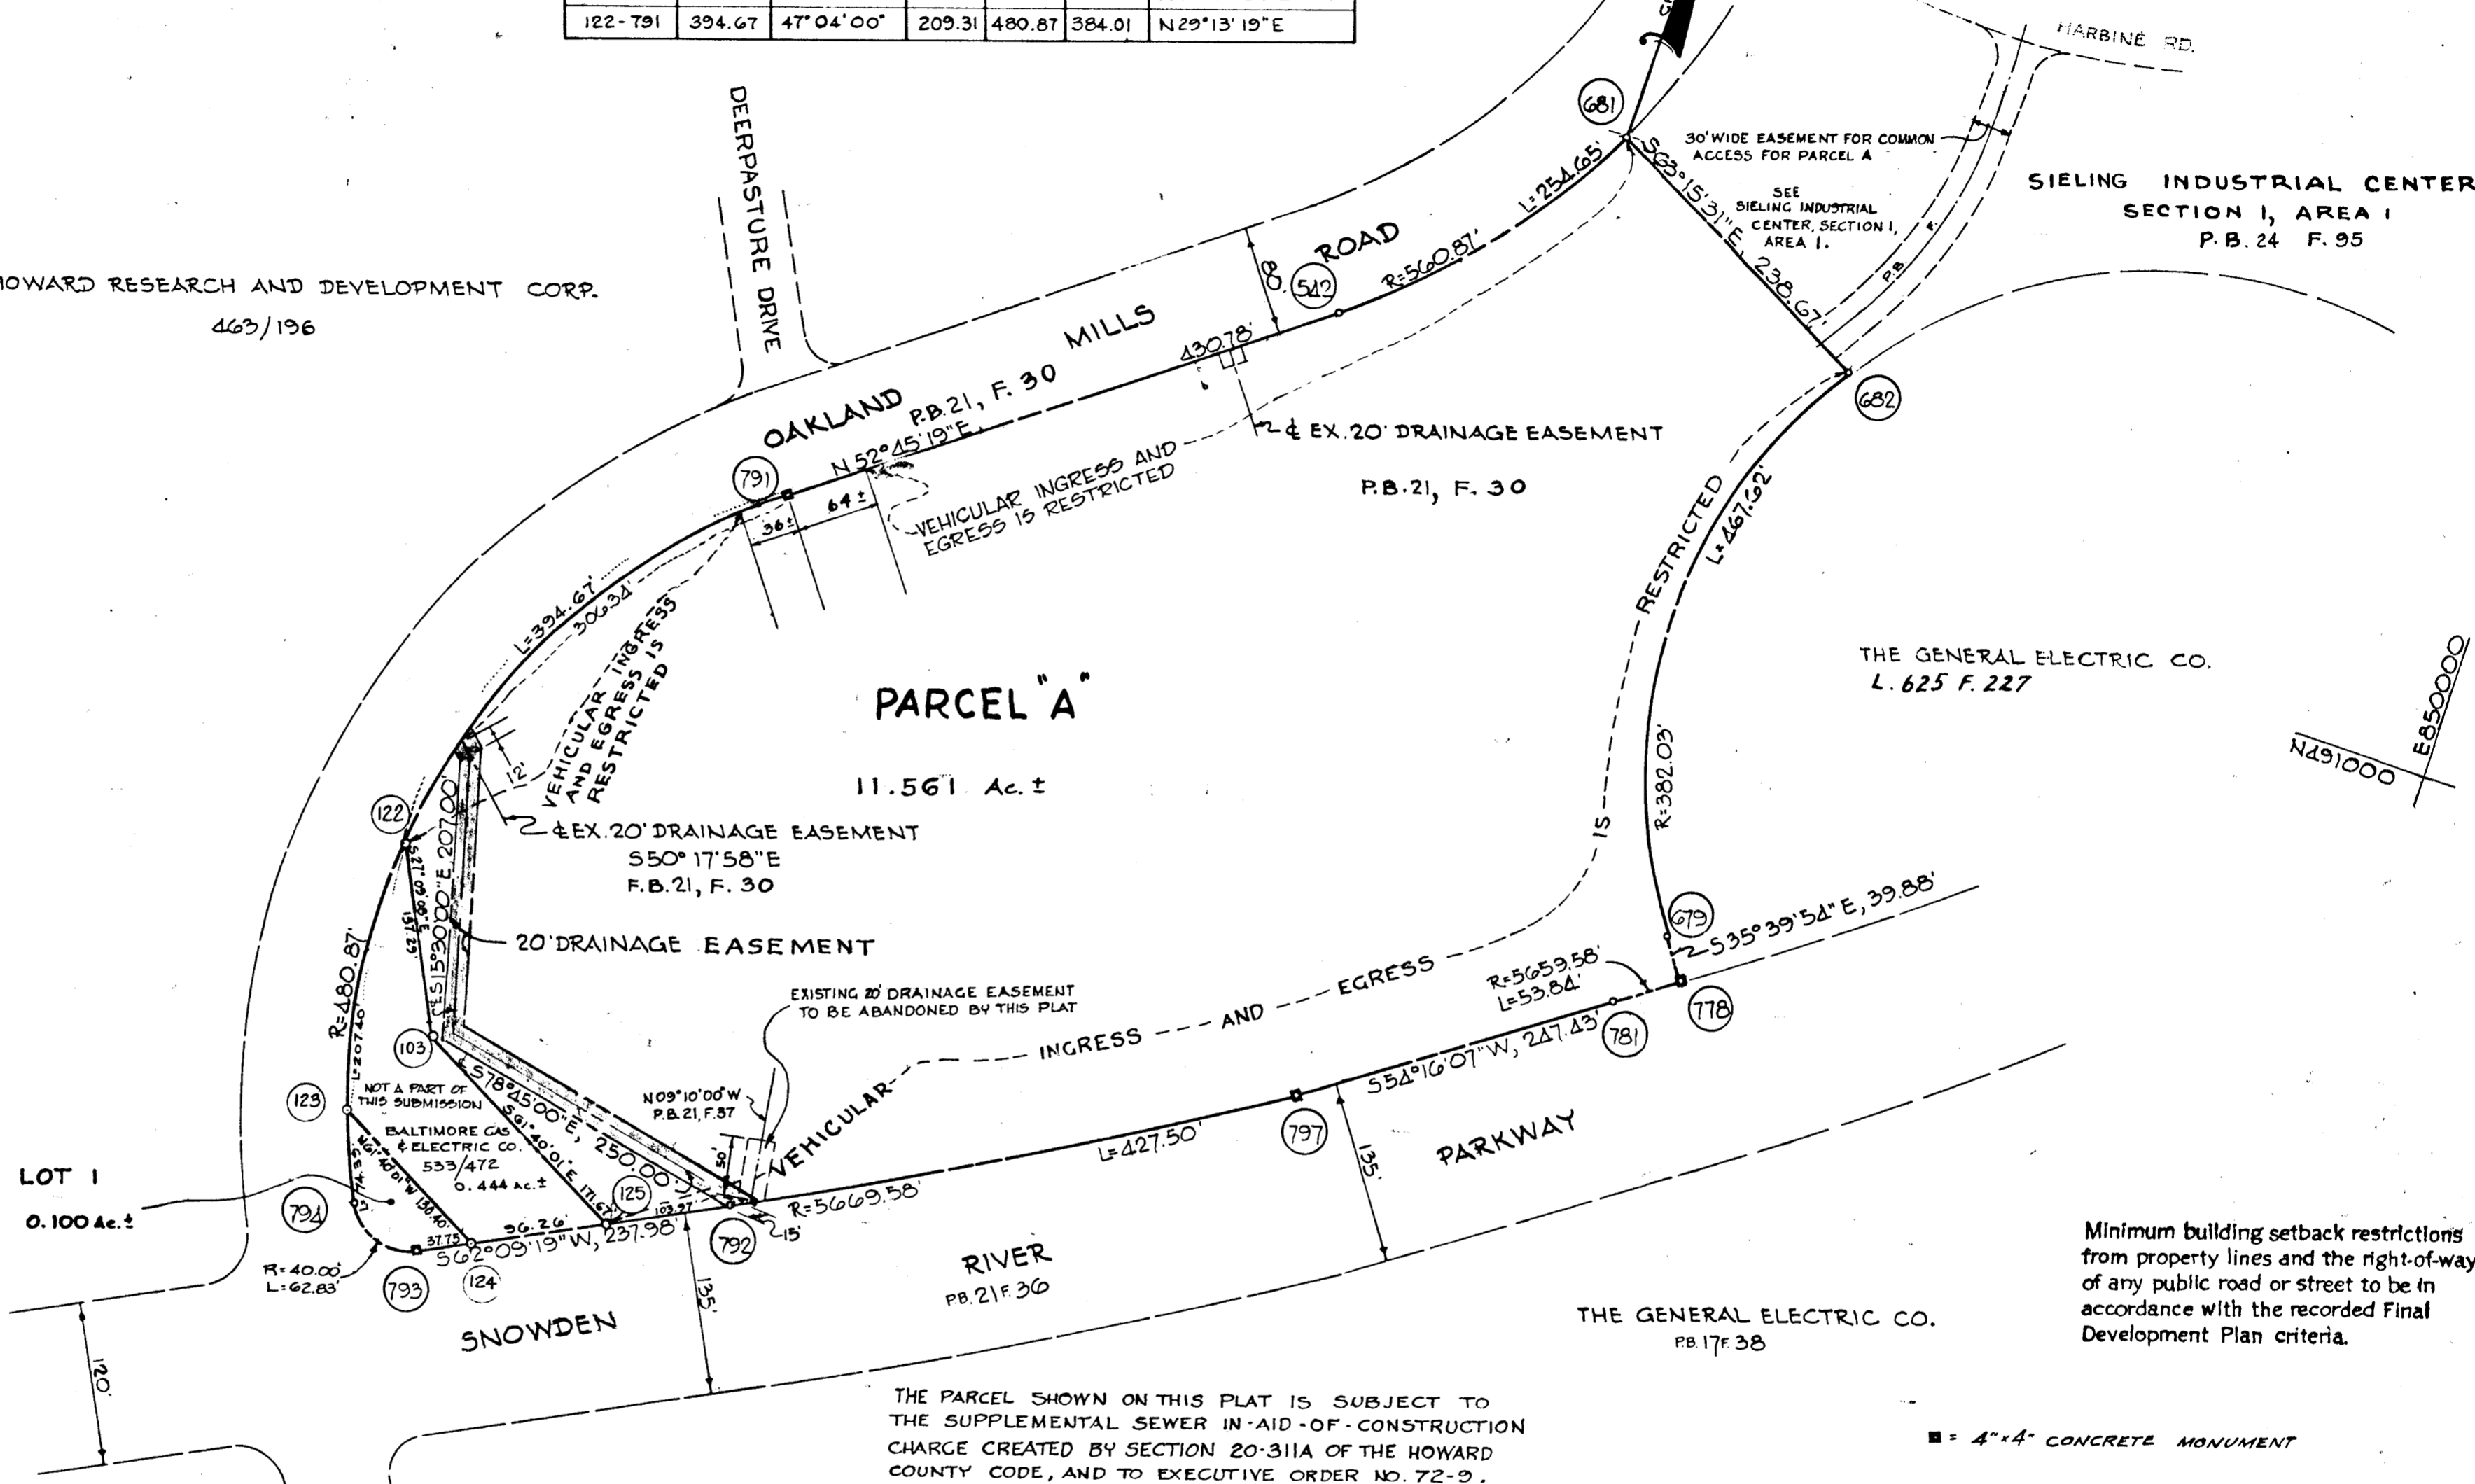 122-791 394.67 47°04'00" 209.31 480.87 384.01 N29°13'19"E
HARBINE RD.
DEERPASTURE DRIVE
681
30' WIDE EASEMENT FOR COMMON
ACCESS FOR PARCEL A
SEE
SIELING INDUSTRIAL
CENTER, SECTION 1,
AREA 1.
SIELING INDUSTRIAL CENTER
SECTION 1, AREA 1
P.B. 24 F. 95
S63°15'31"E, 238.67'
P.B.
L=254.65'
HOWARD RESEARCH AND DEVELOPMENT CORP.
463/196
OAKLAND MILLS ROAD
P.B. 21, F. 30
80'
542
R=560.87'
430.78'
N52°45'19"E
791
36±
64±
VEHICULAR INGRESS AND
EGRESS IS RESTRICTED
℄ EX. 20' DRAINAGE EASEMENT
P.B. 21, F. 30
682
L=467.62'
R=382.03'
L=394.67'
306.34'
VEHICULAR INGRESS
AND EGRESS IS
RESTRICTED
PARCEL "A"
11.561 Ac. ±
THE GENERAL ELECTRIC CO.
L. 625 F. 227
E850000
N491000
12'
122
℄ EX. 20' DRAINAGE EASEMENT
S50°17'58"E
F.B. 21, F. 30
S27°09'08"E
157.29'
℄ S15°30'00"E, 207.00'
20' DRAINAGE EASEMENT
R=480.87'
L=207.40'
103
EXISTING 20' DRAINAGE EASEMENT
TO BE ABANDONED BY THIS PLAT
N09°10'00"W
P.B. 21, F. 37
50'
VEHICULAR INGRESS AND EGRESS IS RESTRICTED
679
S35°39'54"E, 39.88'
R=5659.58'
L=53.84'
778
781
S54°16'07"W, 247.43'
797
L=427.50'
R=5669.58'
123
NOT A PART OF
THIS SUBMISSION
BALTIMORE GAS
& ELECTRIC CO.
533/472
0.444 Ac.±
℄ S78°45'00"E, 250.00'
S61°40'01"E 171.67'
N61°40'01"W 130.40'
125
103.97
792
15'
LOT 1
0.100 Ac.±
794
R=40.00'
L=62.83'
793
37.75
96.26'
S62°09'19"W, 237.98'
124
135'
135'
120'
SNOWDEN RIVER PARKWAY
P.B. 21 F. 36
THE GENERAL ELECTRIC CO.
P.B. 17 F. 38
Minimum building setback restrictions
from property lines and the right-of-way
of any public road or street to be in
accordance with the recorded Final
Development Plan criteria.
THE PARCEL SHOWN ON THIS PLAT IS SUBJECT TO
THE SUPPLEMENTAL SEWER IN-AID-OF-CONSTRUCTION
CHARGE CREATED BY SECTION 20-311A OF THE HOWARD
COUNTY CODE, AND TO EXECUTIVE ORDER NO. 72-9.
■ = 4"x4" CONCRETE MONUMENT